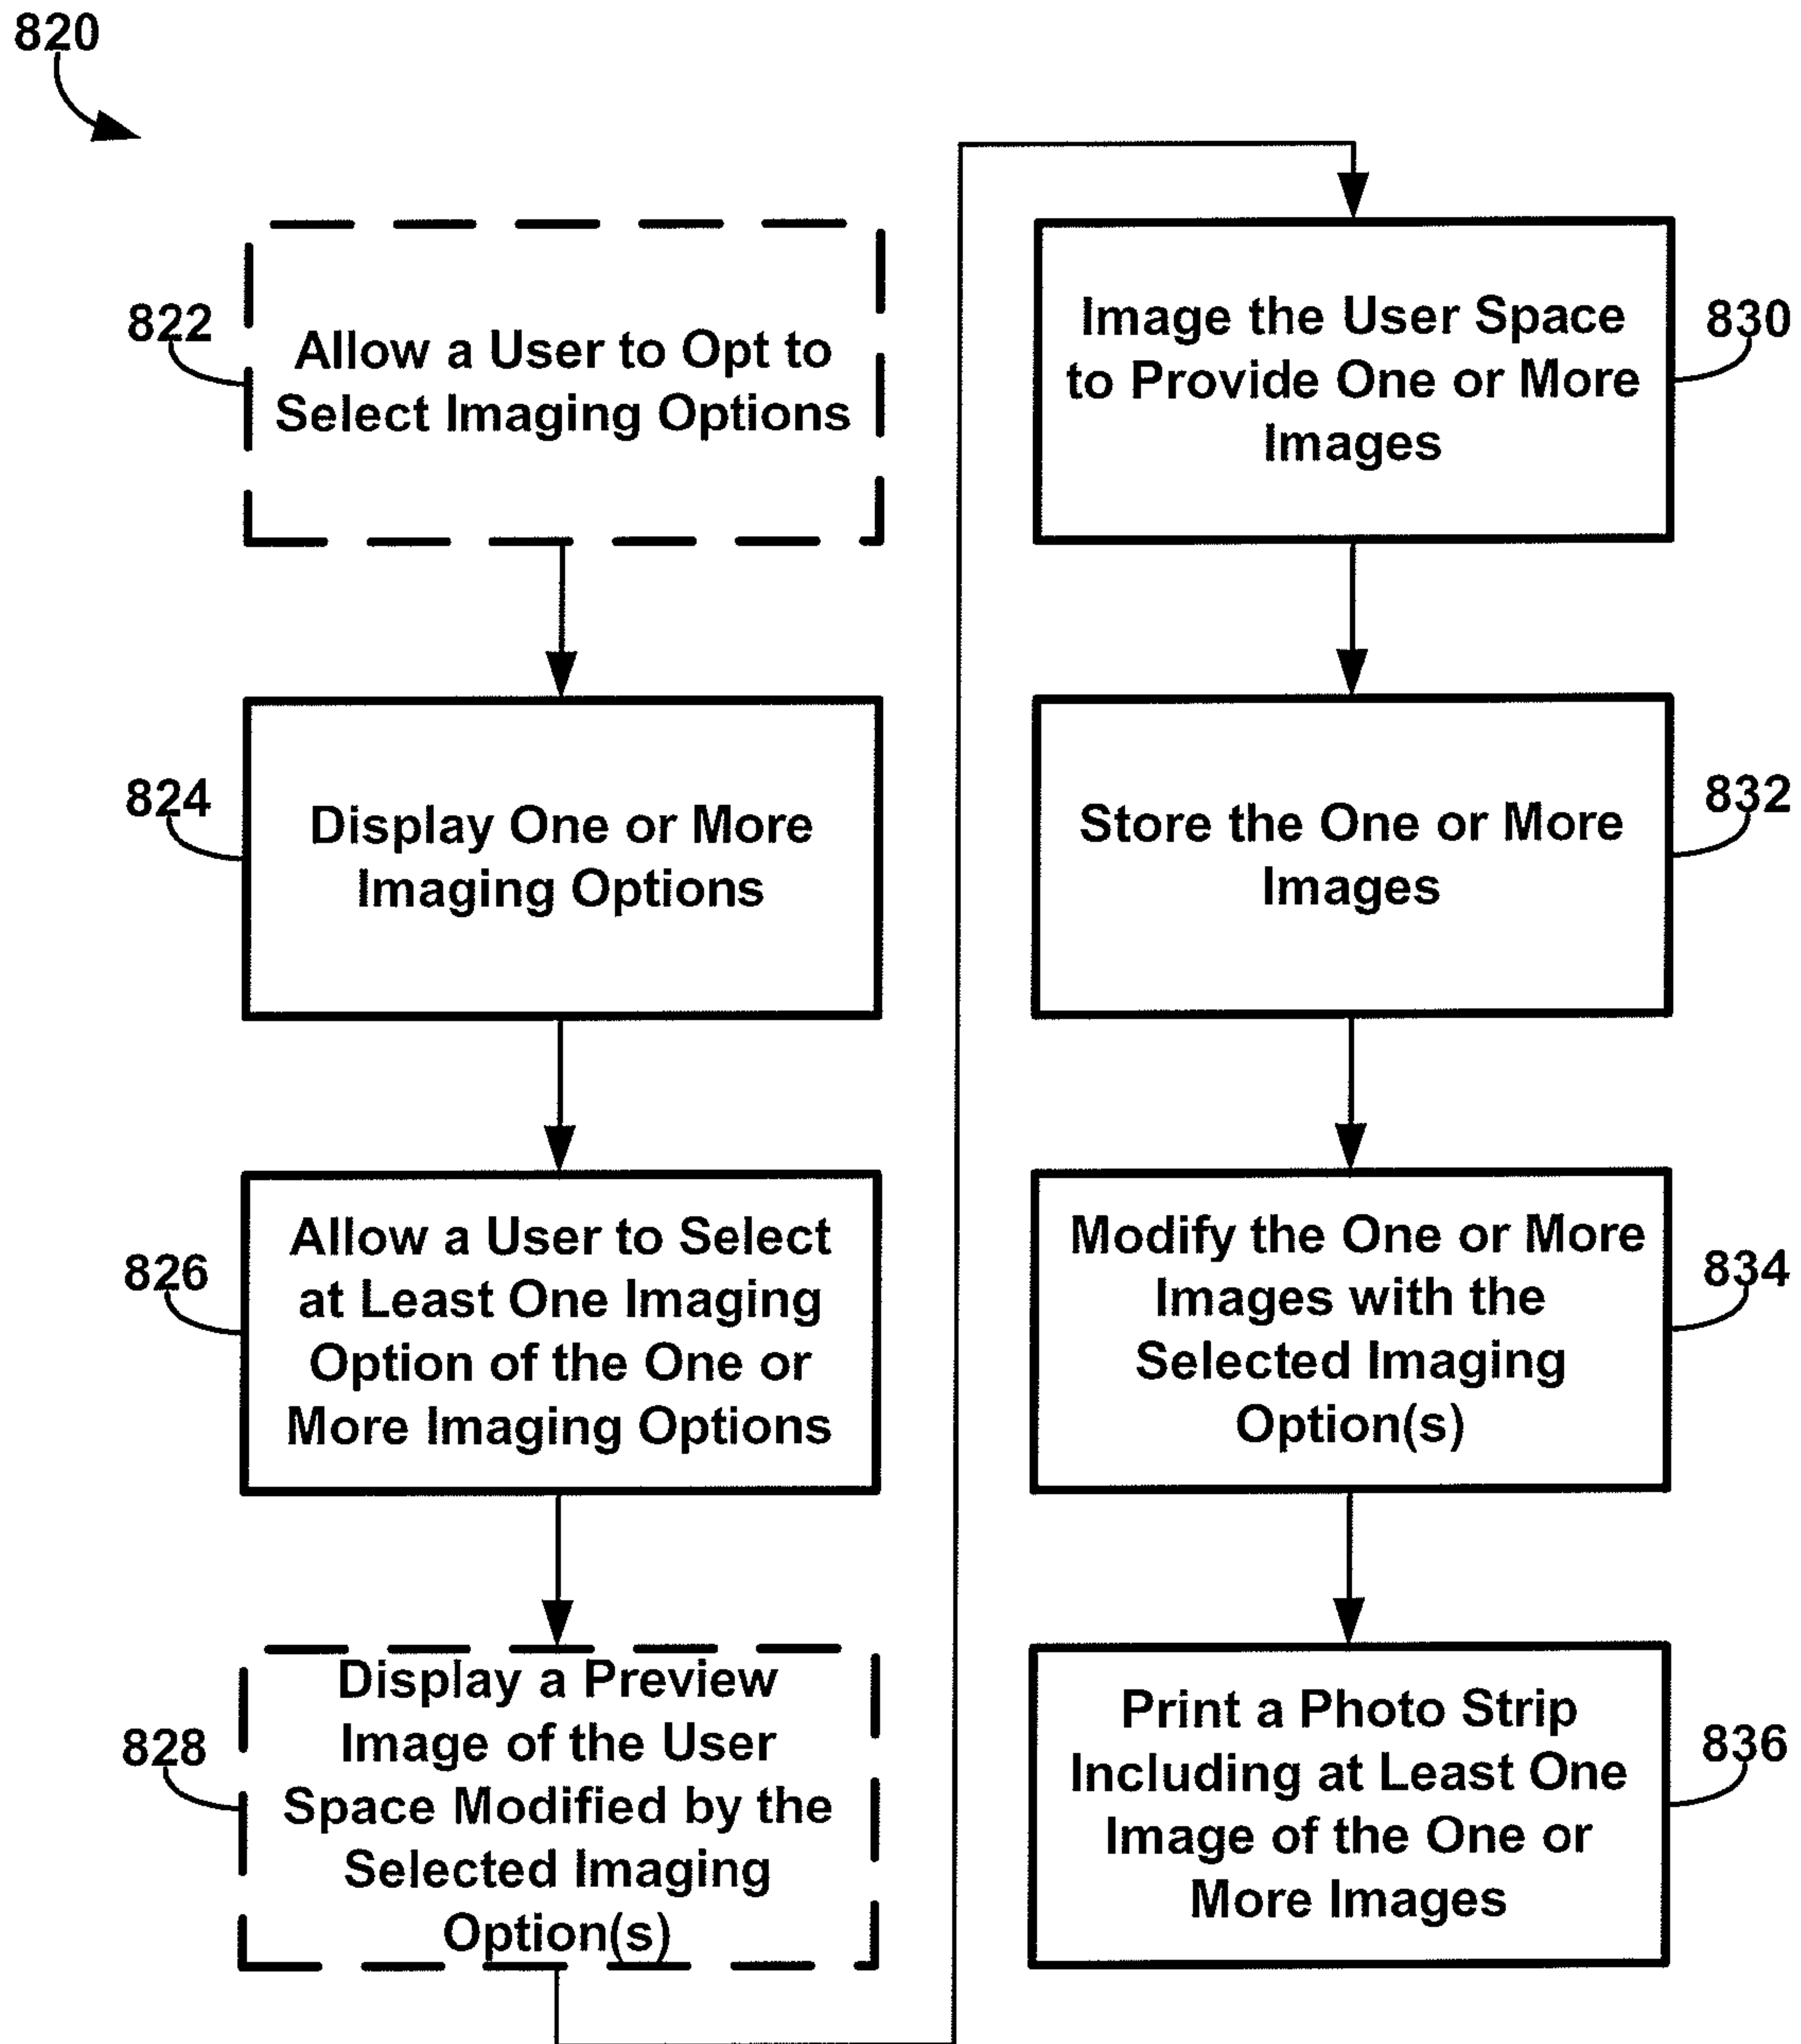 820
822
Allow a User to Opt to
Select Imaging Options
824
Display One or More
Imaging Options
826
Allow a User to Select
at Least One Imaging
Option of the One or
More Imaging Options
828
Display a Preview
Image of the User
Space Modified by the
Selected Imaging
Option(s)
830
Image the User Space
to Provide One or More
Images
832
Store the One or More
Images
834
Modify the One or More
Images with the
Selected Imaging
Option(s)
836
Print a Photo Strip
Including at Least One
Image of the One or
More Images